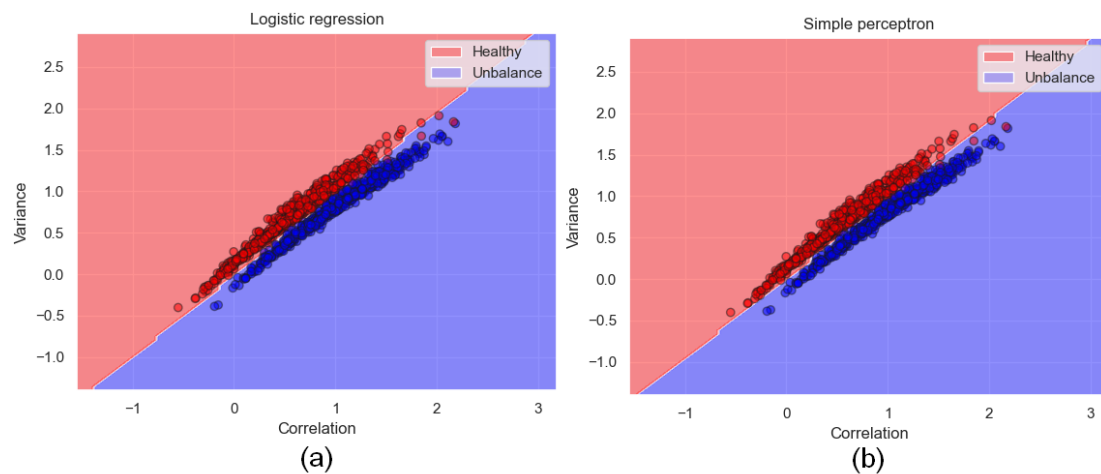 Logistic regression
Healthy
Unbalance
2.5
2.0
1.5
1.0
0.5
0.0
−0.5
−1.0
Variance
−1
0
1
2
3
Correlation
(a)
Simple perceptron
Healthy
Unbalance
2.5
2.0
1.5
1.0
0.5
0.0
−0.5
−1.0
Variance
−1
0
1
2
3
Correlation
(b)